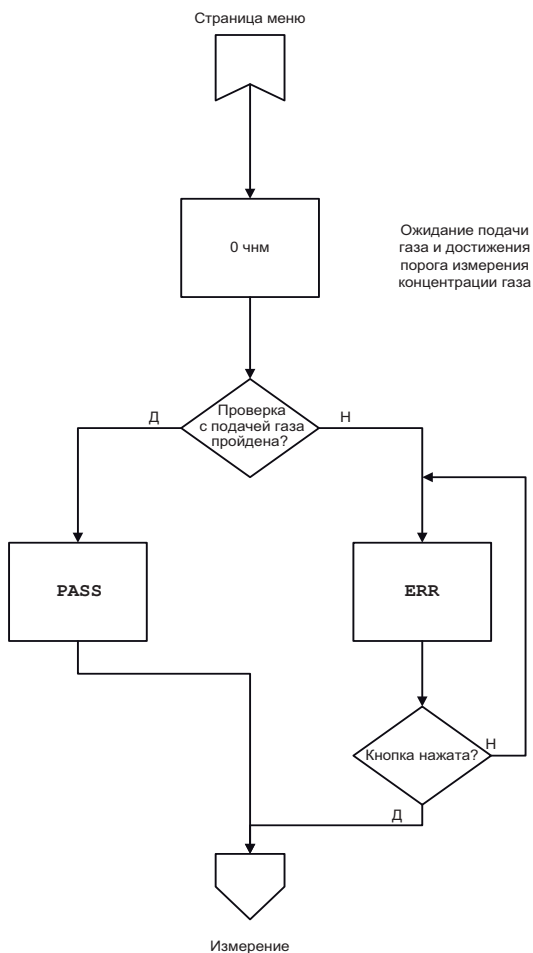 Страница меню
0 чнм
Ожидание подачи
газа и достижения
порога измерения
концентрации газа
Проверка
с подачей газа
пройдена?
Д
Н
PASS
ERR
Кнопка нажата?
Н
Д
Измерение